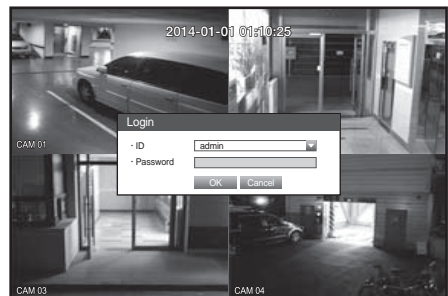 2014-01-01 01:10:25
Login
· ID
admin
· Password
OK Cancel
CAM 01
CAM 03
CAM 04